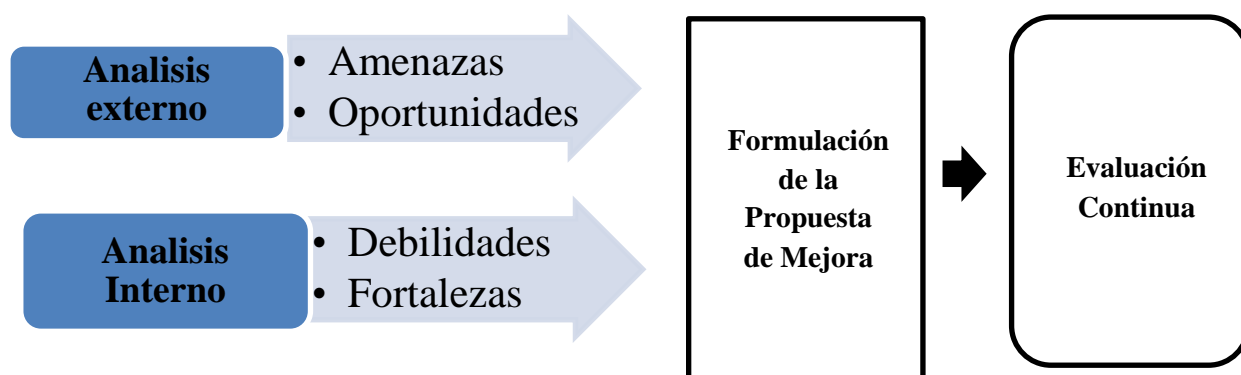 Analisis
externo
• Amenazas
• Oportunidades
Analisis
Interno
• Debilidades
• Fortalezas
Formulación
de la
Propuesta
de Mejora
Evaluación
Continua